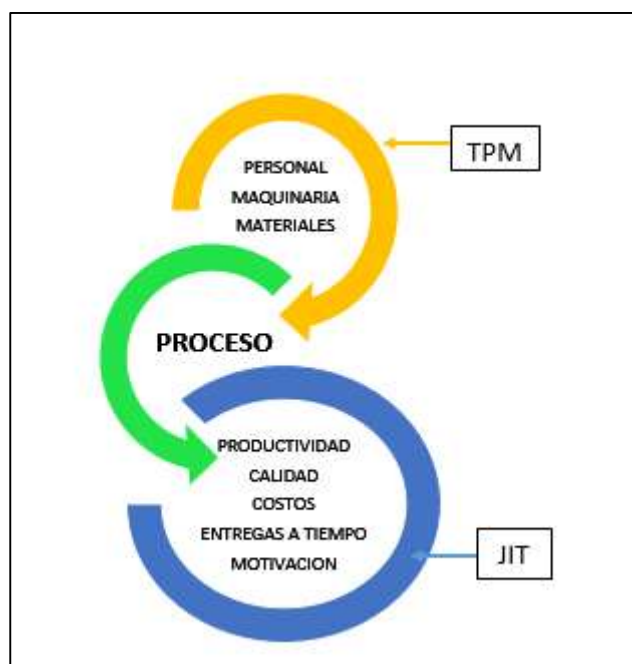 TPM
PERSONAL
MAQUINARIA
MATERIALES
PROCESO
PRODUCTIVIDAD
CALIDAD
COSTOS
ENTREGAS A TIEMPO
MOTIVACION
JIT